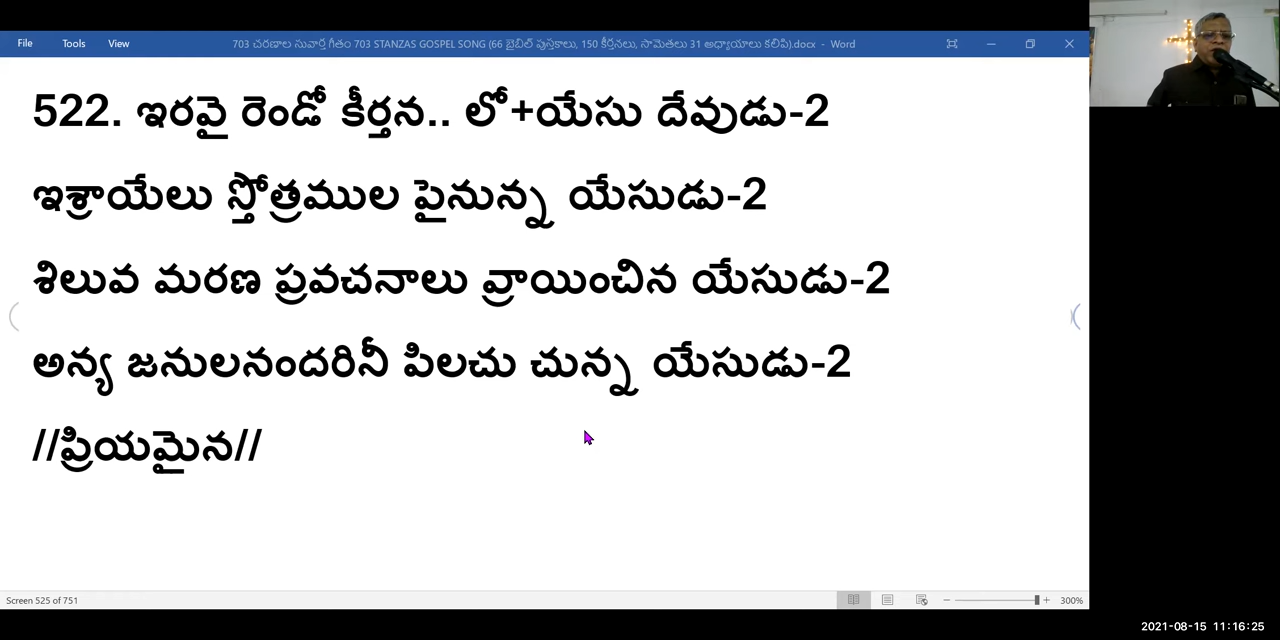 File Tools View 703 చరణాల సువార్త గీతం 703 STANZAS GOSPEL SONG (66 బైబిల్ పుస్తకాలు, 150 కీర్తనలు, సామెతలు 31 అధ్యాయాలు కలిపి).docx - Word
522. ఇరవై రెండో కీర్తన.. లో+యేసు దేవుడు-2
ఇశ్రాయేలు స్తోత్రముల పైనున్న యేసుడు-2
శిలువ మరణ ప్రవచనాలు వ్రాయించిన యేసుడు-2
అన్య జనులనందరినీ పిలచు చున్న యేసుడు-2
//ప్రియమైన//
Screen 525 of 751 300%
2021-08-15 11:16:25